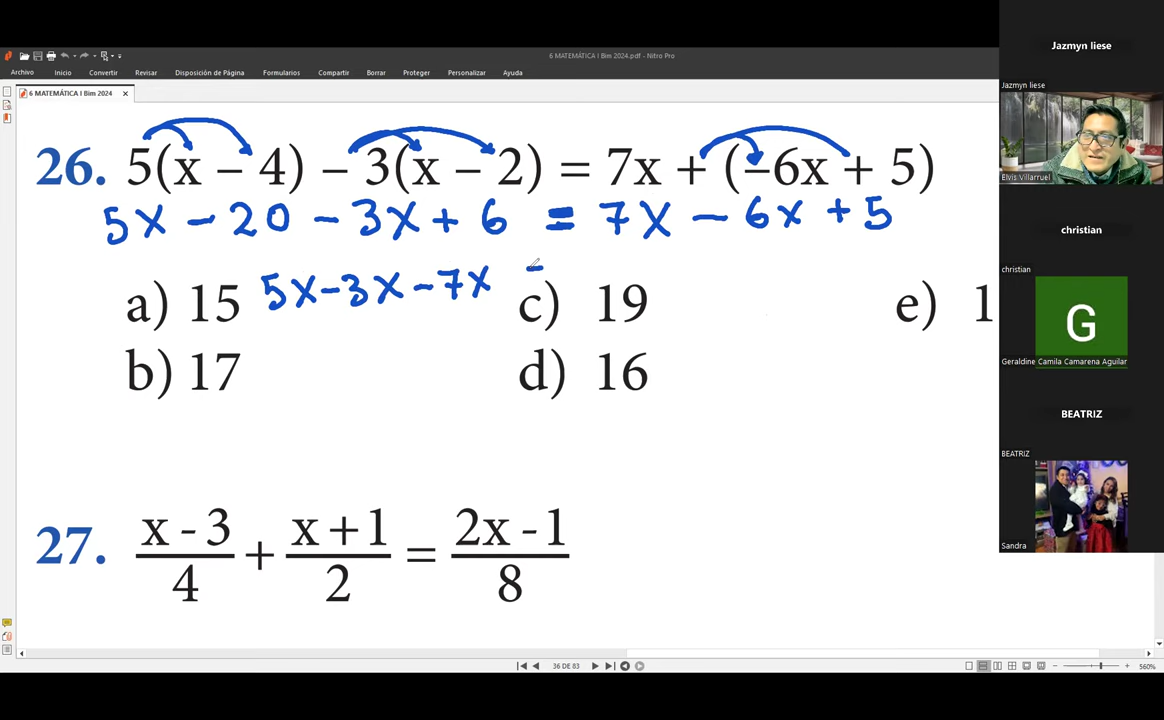 Jazmyn liese
6 MATEMÁTICA I Bim 2024.pdf - Nitro Pro
Archivo Inicio Convertir Revisar Disposición de Página Formularios Compartir Borrar Proteger Personalizar Ayuda
6 MATEMÁTICA I Bim 2024 ×
Jazmyn liese
26. 5(x – 4) – 3(x – 2) = 7x + (–6x + 5)
Elvis Villarruel
5x – 20 – 3x + 6 = 7x – 6x + 5
christian
christian
5x – 3x – 7x
a) 15 c) 19 e) 1
b) 17 d) 16
G
Geraldine Camila Camarena Aguilar
BEATRIZ
BEATRIZ
27. x - 3 / 4 + x + 1 / 2 = 2x - 1 / 8
Sandra
36 DE 83
560%